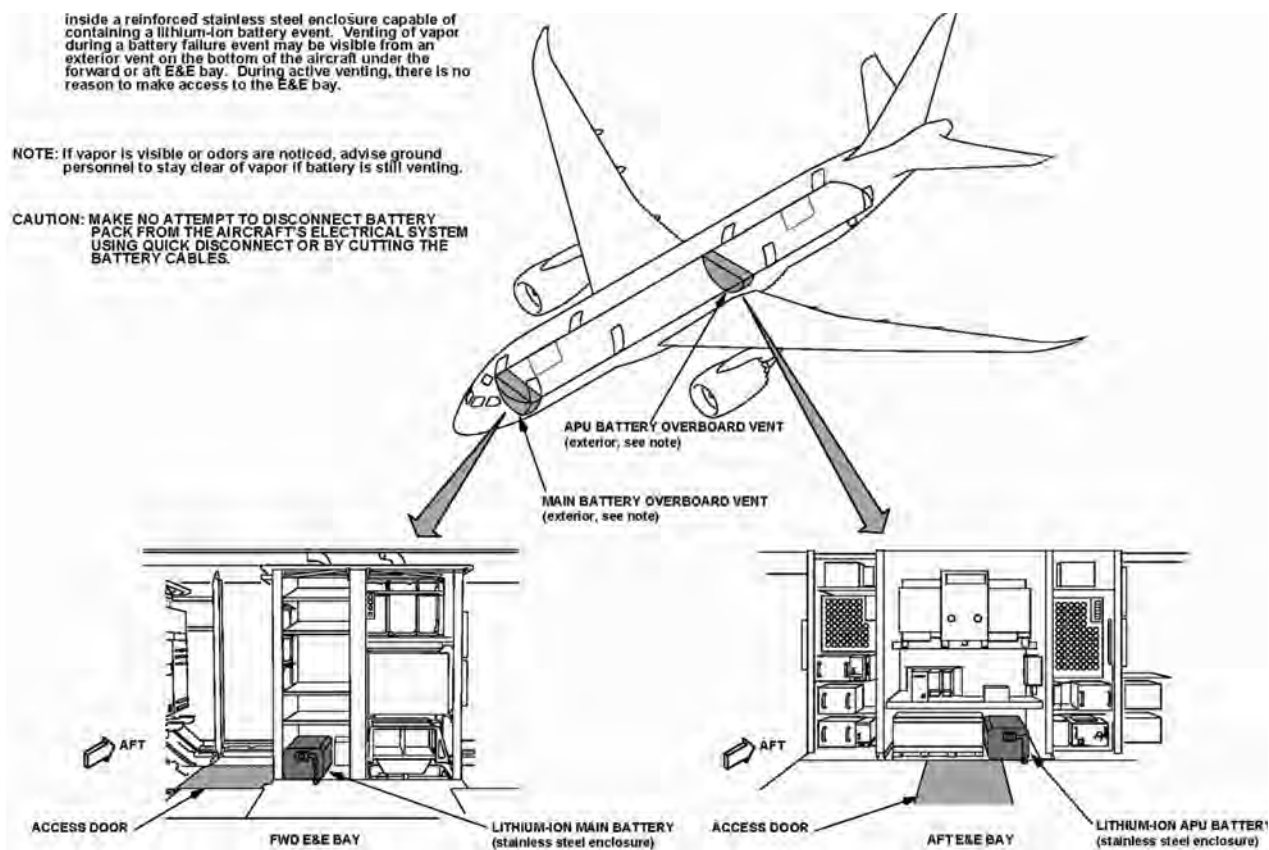 inside a reinforced stainless steel enclosure capable of
containing a lithium-ion battery event. Venting of vapor
during a battery failure event may be visible from an
exterior vent on the bottom of the aircraft under the
forward or aft E&E bay. During active venting, there is no
reason to make access to the E&E bay.
NOTE: If vapor is visible or odors are noticed, advise ground
personnel to stay clear of vapor if battery is still venting.
CAUTION: MAKE NO ATTEMPT TO DISCONNECT BATTERY
PACK FROM THE AIRCRAFT'S ELECTRICAL SYSTEM
USING QUICK DISCONNECT OR BY CUTTING THE
BATTERY CABLES.
APU BATTERY OVERBOARD VENT
(exterior, see note)
MAIN BATTERY OVERBOARD VENT
(exterior, see note)
AFT
AFT
ACCESS DOOR
FWD E&E BAY
LITHIUM-ION MAIN BATTERY
(stainless steel enclosure)
ACCESS DOOR
AFT E&E BAY
LITHIUM-ION APU BATTERY
(stainless steel enclosure)